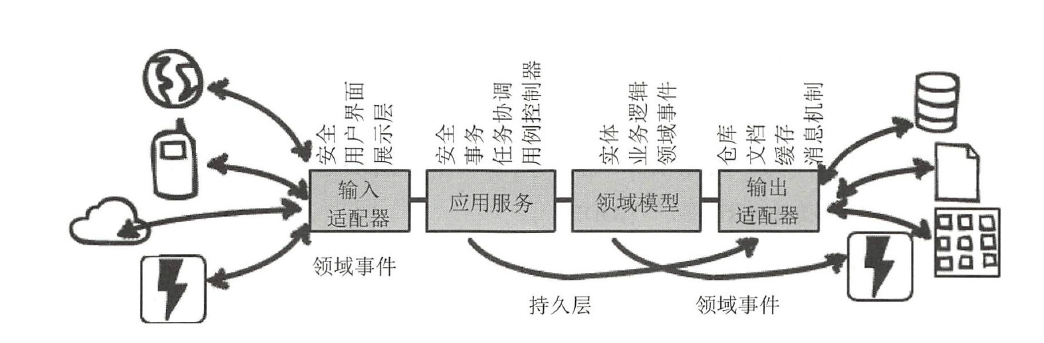 安全
用户界面
展示层
安全
事务
任务协调
用例控制器
实体
业务逻辑
领域事件
仓库
文档
缓存
消息机制
输入
适配器
应用服务
领域模型
输出
适配器
领域事件
持久层
领域事件